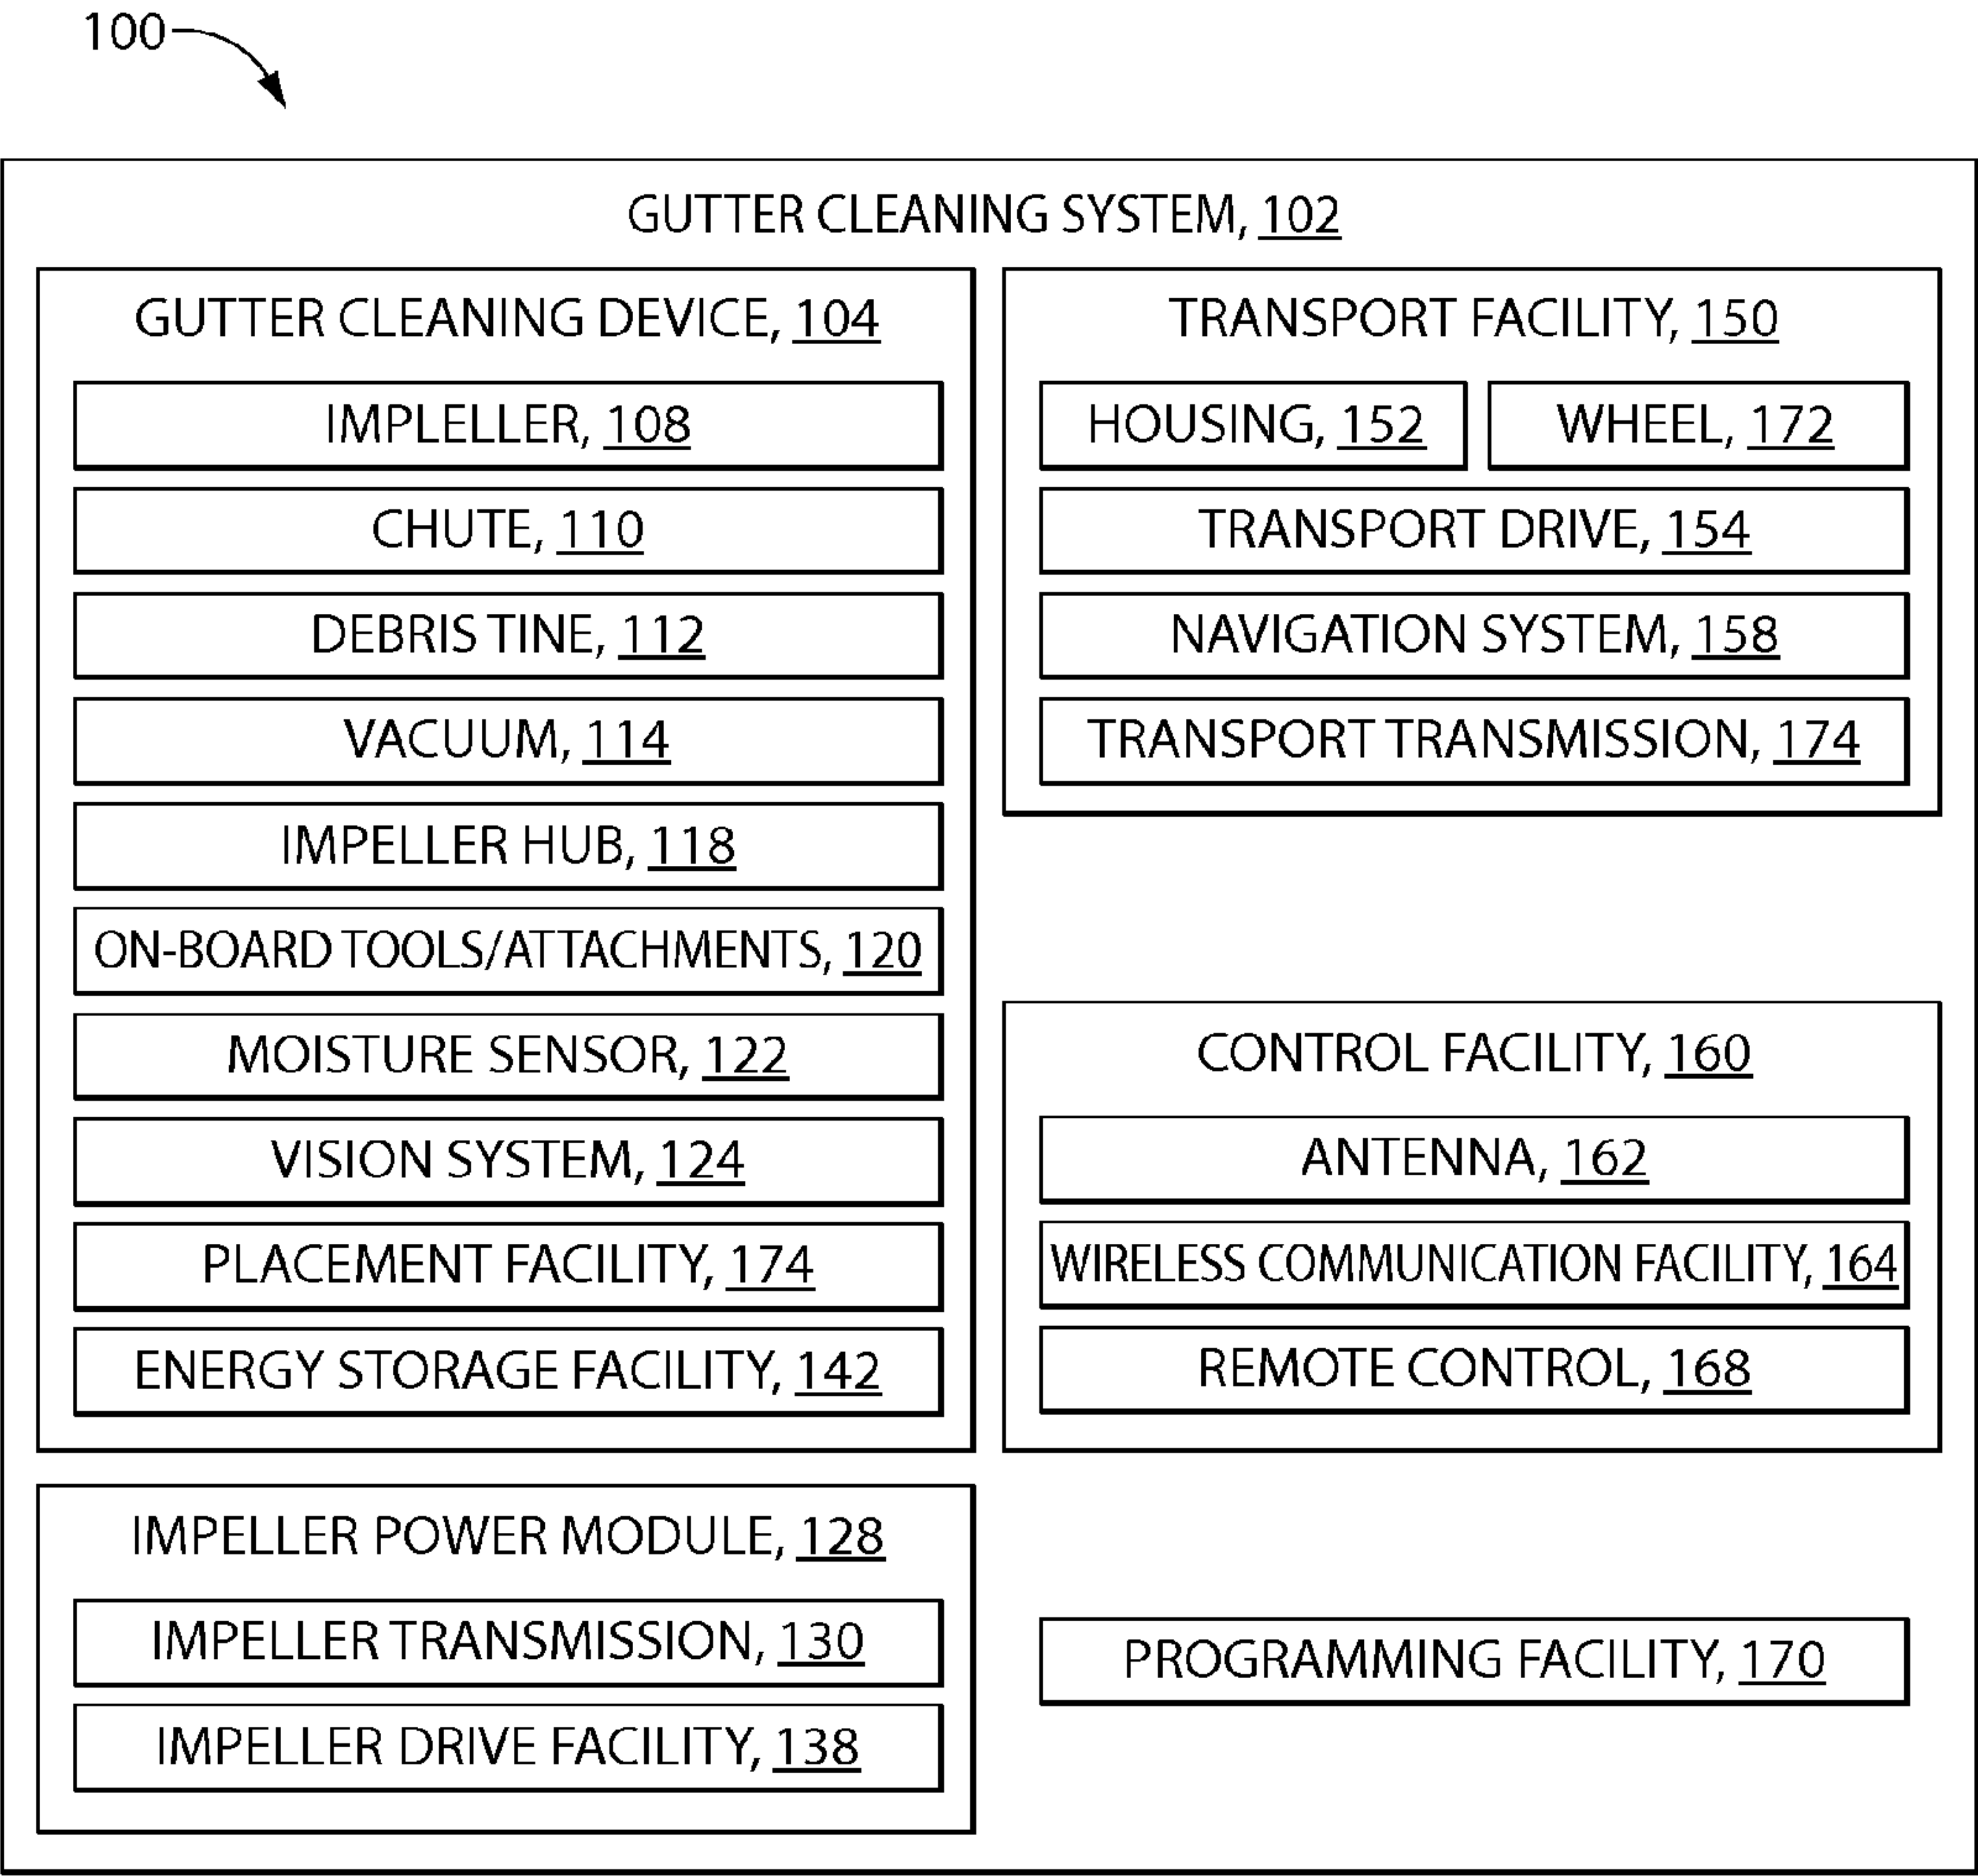 100
GUTTER CLEANING SYSTEM, 102
GUTTER CLEANING DEVICE, 104
IMPLELLER, 108
CHUTE, 110
DEBRIS TINE, 112
VACUUM, 114
IMPELLER HUB, 118
ON-BOARD TOOLS/ATTACHMENTS, 120
MOISTURE SENSOR, 122
VISION SYSTEM, 124
PLACEMENT FACILITY, 174
ENERGY STORAGE FACILITY, 142
IMPELLER POWER MODULE, 128
IMPELLER TRANSMISSION, 130
IMPELLER DRIVE FACILITY, 138
TRANSPORT FACILITY, 150
HOUSING, 152
WHEEL, 172
TRANSPORT DRIVE, 154
NAVIGATION SYSTEM, 158
TRANSPORT TRANSMISSION, 174
CONTROL FACILITY, 160
ANTENNA, 162
WIRELESS COMMUNICATION FACILITY, 164
REMOTE CONTROL, 168
PROGRAMMING FACILITY, 170